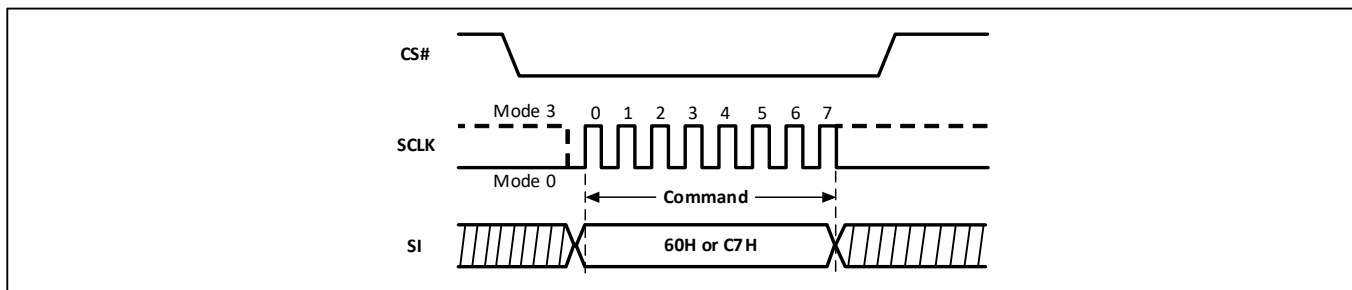 CS#
Mode 3 0 1 2 3 4 5 6 7
SCLK
Mode 0
Command
SI 60H or C7H